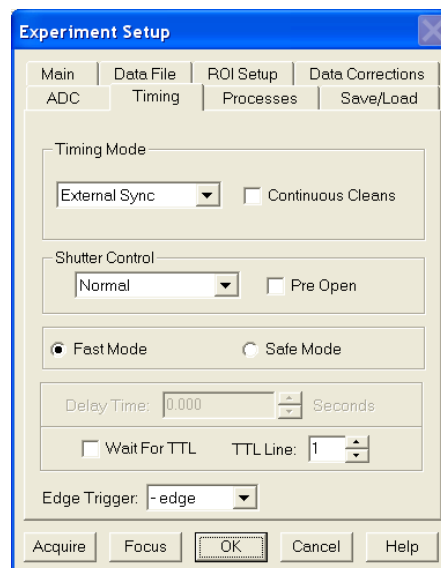 Experiment Setup
Main Data File ROI Setup Data Corrections
ADC Timing Processes Save/Load
Timing Mode
External Sync Continuous Cleans
Shutter Control
Normal Pre Open
Fast Mode Safe Mode
Delay Time: 0.000 Seconds
Wait For TTL TTL Line: 1
Edge Trigger: - edge
Acquire Focus OK Cancel Help